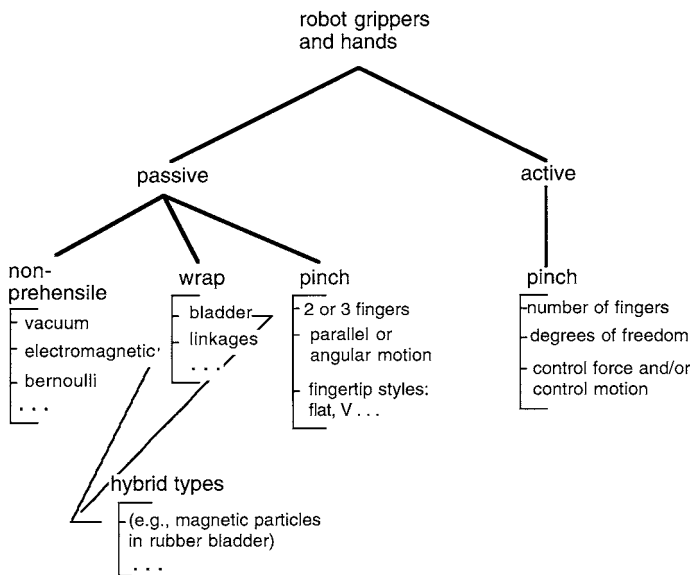 robot grippers
and hands
passive
active
non-
prehensile
vacuum
electromagnetic
bernoulli
. . .
wrap
bladder
linkages
. . .
pinch
2 or 3 fingers
parallel or
angular motion
fingertip styles:
flat, V . . .
pinch
number of fingers
degrees of freedom
control force and/or
control motion
hybrid types
(e.g., magnetic particles
in rubber bladder)
. . .